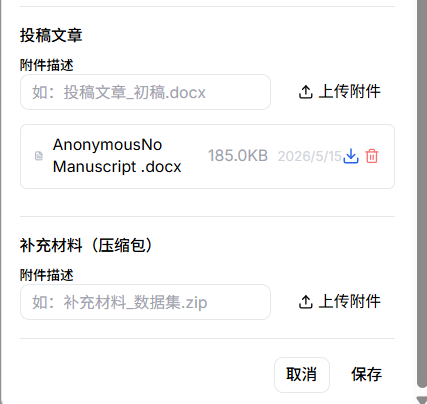 投稿文章
附件描述
如：投稿文章_初稿.docx
上传附件
AnonymousNo
Manuscript .docx
185.0KB
2026/5/15
补充材料（压缩包）
附件描述
如：补充材料_数据集.zip
上传附件
取消
保存